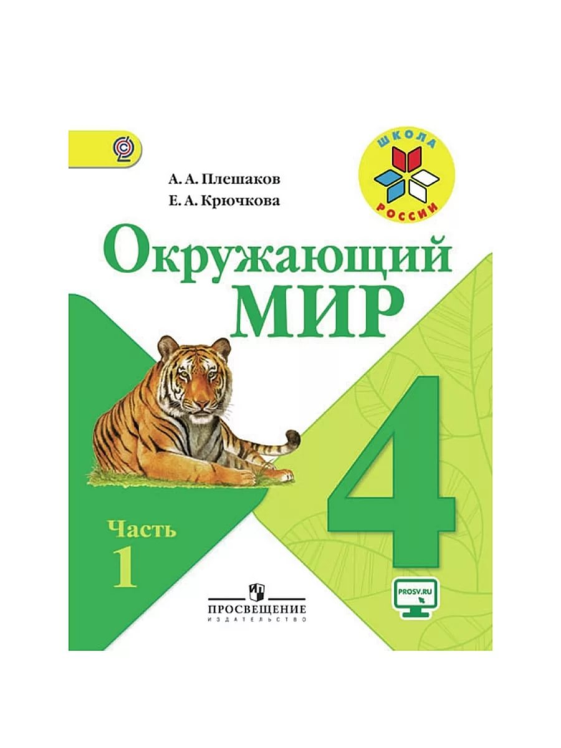 ШКОЛА
РОССИИ
А. А. Плешаков
Е. А. Крючкова
Окружающий
МИР
4
Часть
1
PROSV.RU
ПРОСВЕЩЕНИЕ
ИЗДАТЕЛЬСТВО